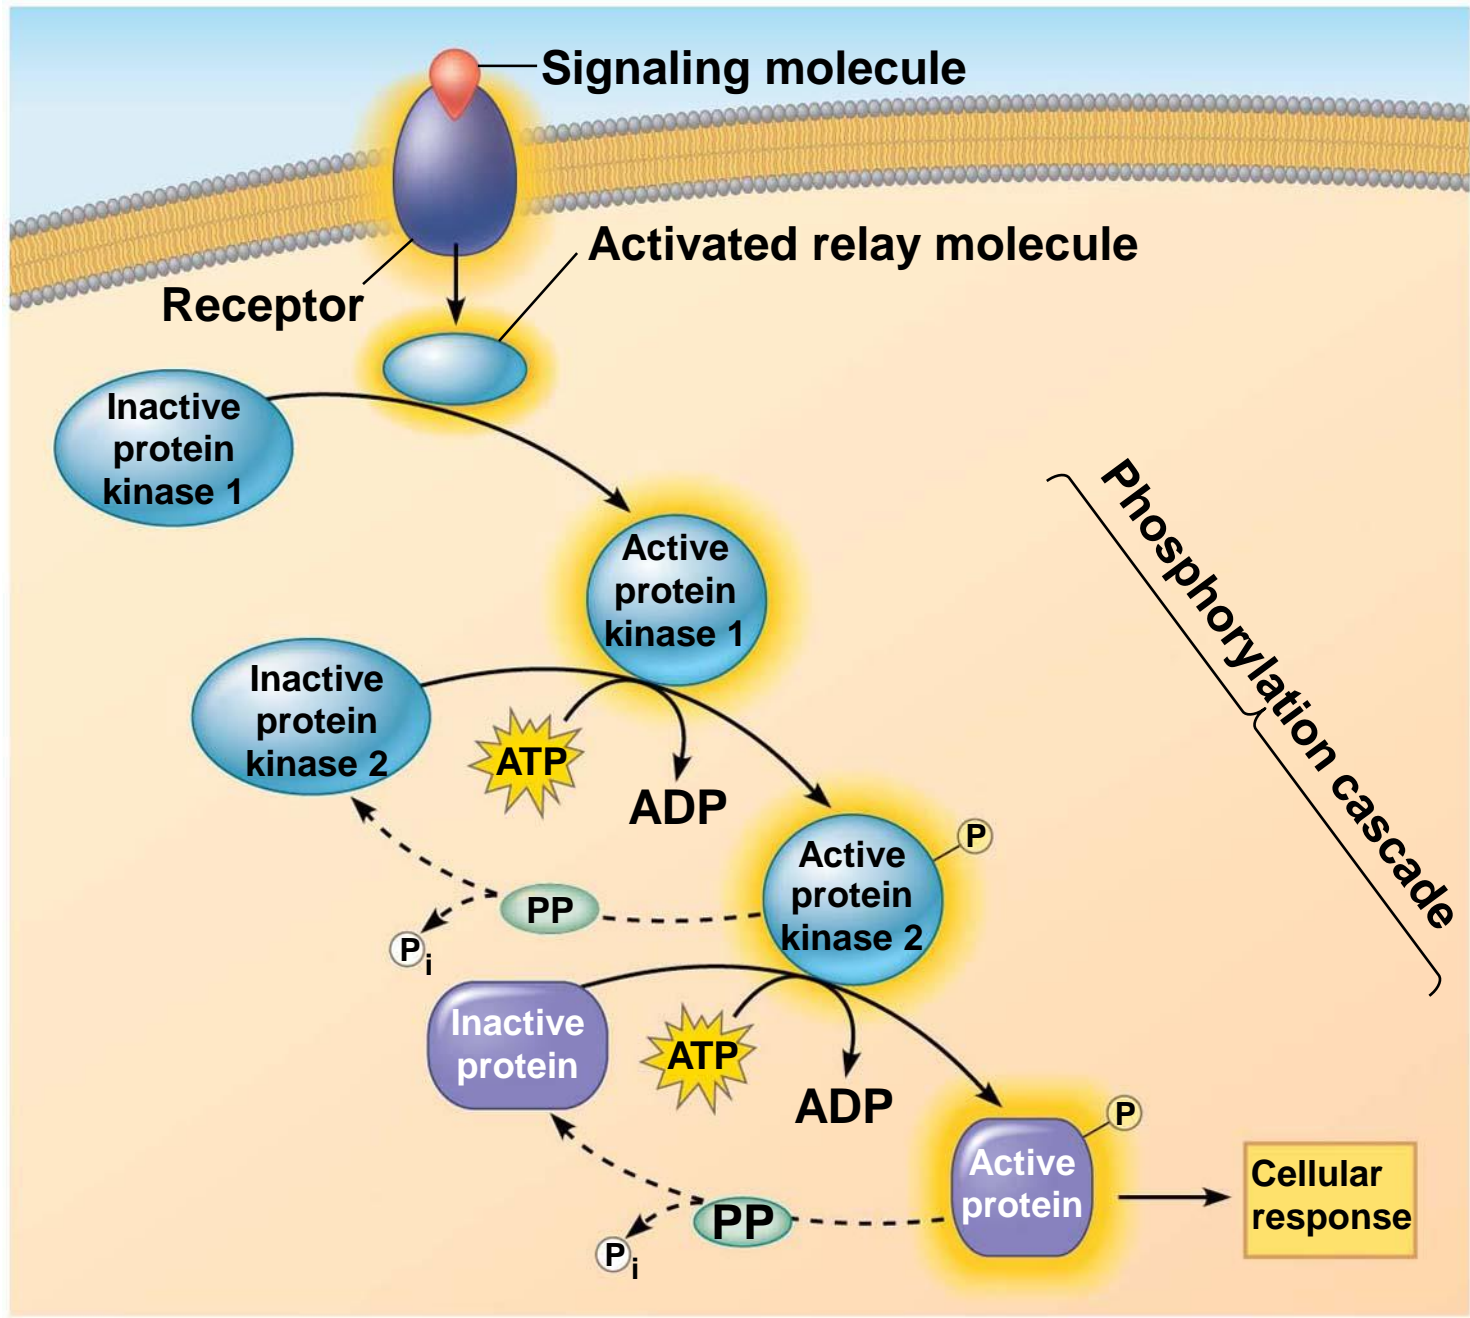 Signaling molecule
Activated relay molecule
Receptor
Inactive
protein
kinase 1
Active
protein
kinase 1
Phosphorylation cascade
Inactive
protein
kinase 2
ATP
ADP
P
Active
protein
kinase 2
PP
Pi
Inactive
protein
ATP
ADP
P
Active
protein
Cellular
response
PP
Pi